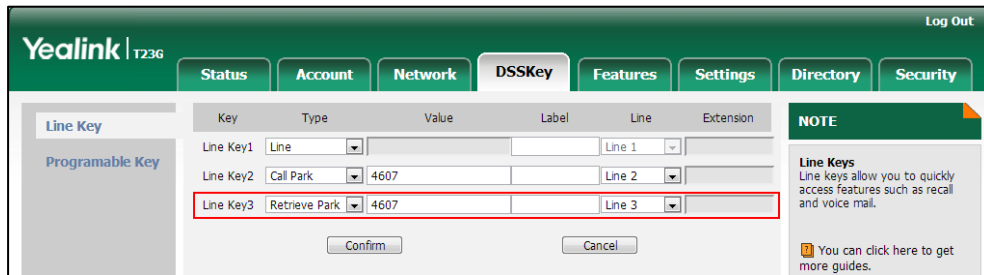 Log Out
Yealink | T23G
Status Account Network DSSKey Features Settings Directory Security
Line Key
Programable Key
Key Type Value Label Line Extension
Line Key1 Line Line 1
Line Key2 Call Park 4607 Line 2
Line Key3 Retrieve Park 4607 Line 3
Confirm Cancel
NOTE
Line Keys
Line keys allow you to quickly
access features such as recall
and voice mail.
? You can click here to get
more guides.